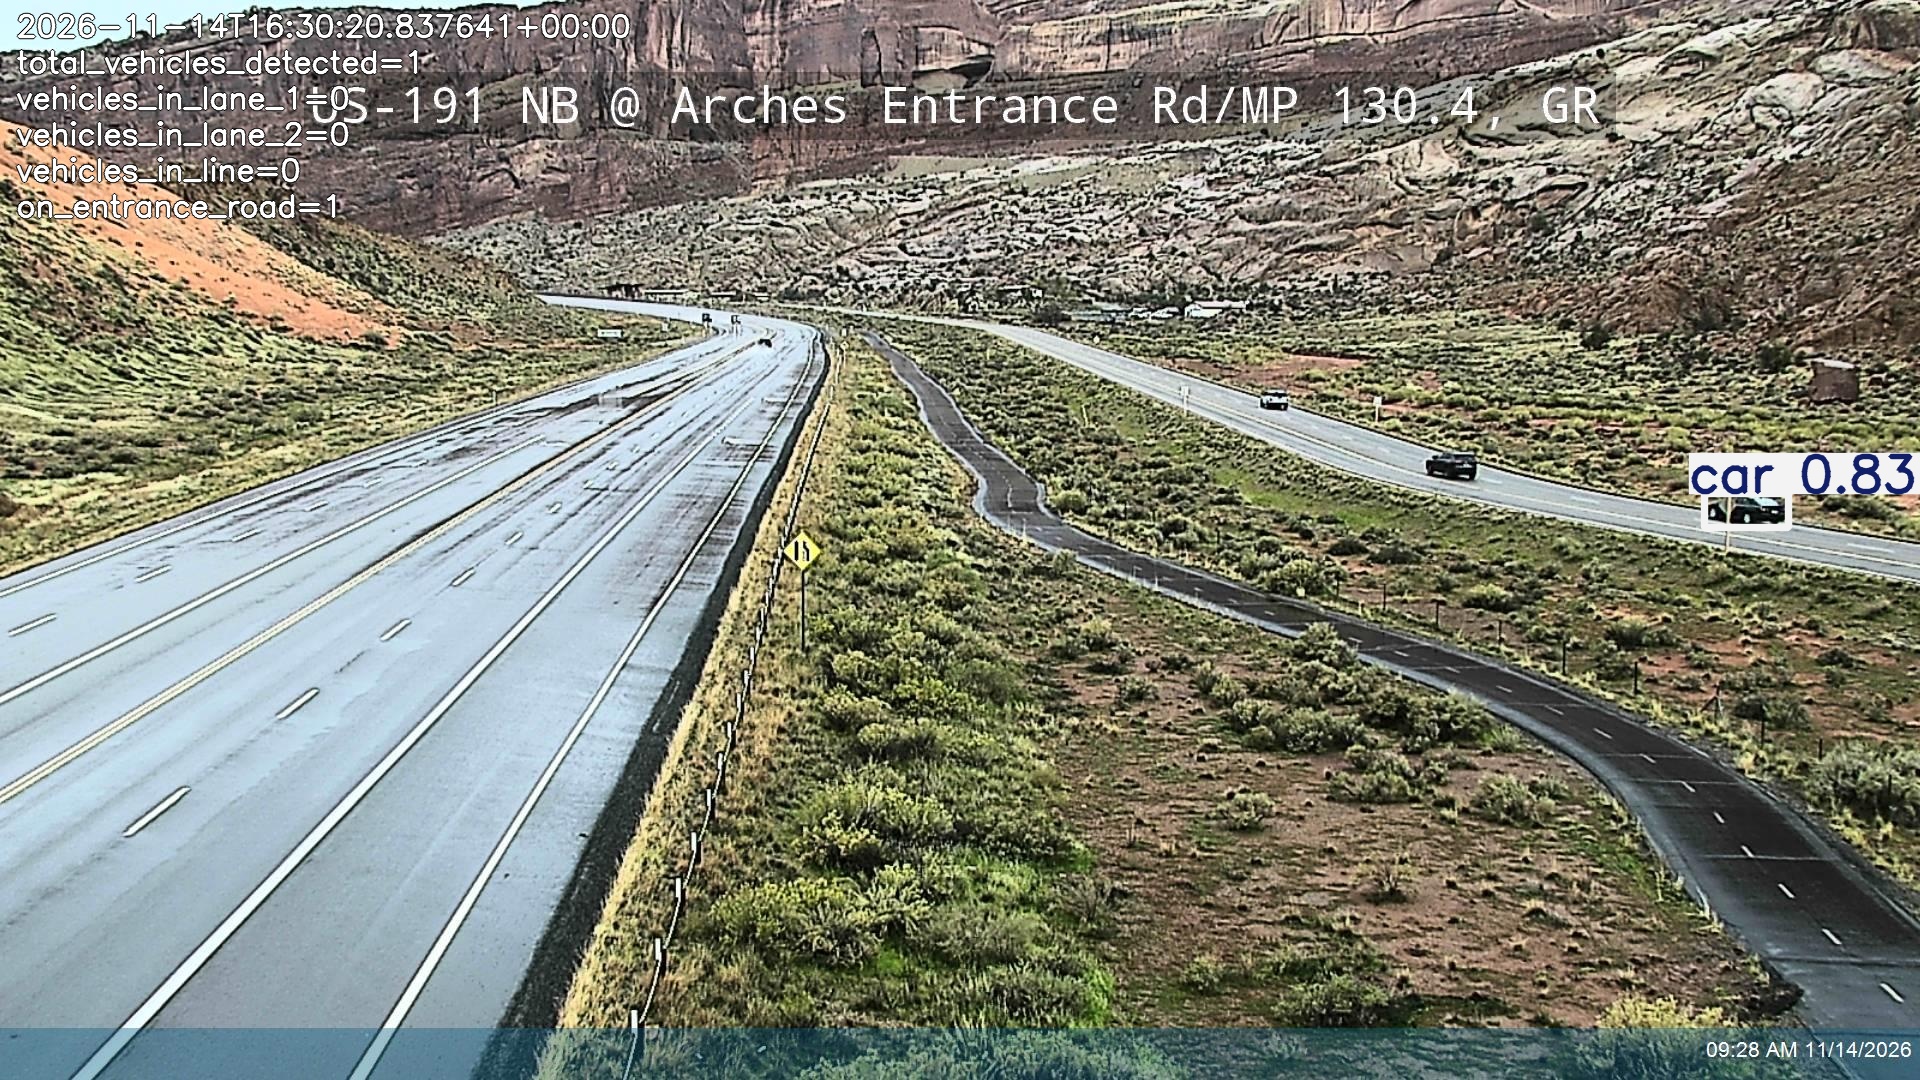 2026-11-14T16:30:20.837641+00:00
total_vehicles_detected=1
vehicles_in_lane_1=0
US-191 NB @ Arches Entrance Rd/MP 130.4, GR
vehicles_in_lane_2=0
vehicles_in_line=0
on_entrance_road=1
car 0.83
09:28 AM 11/14/2026